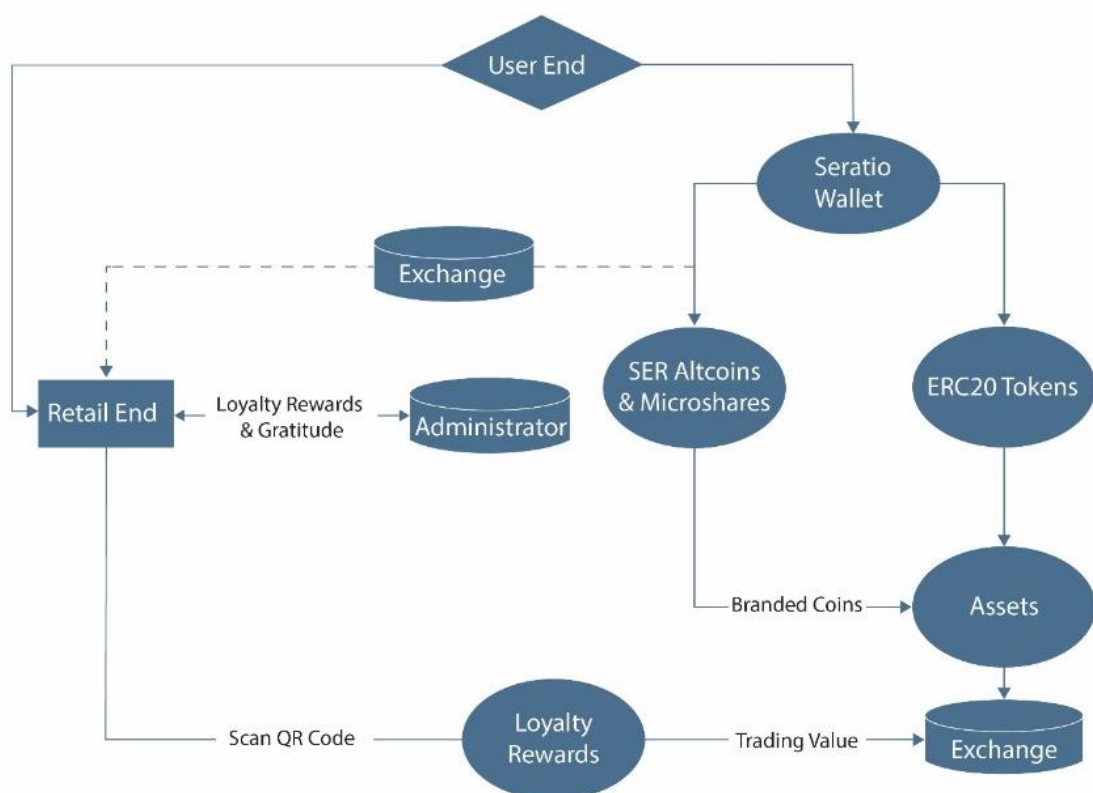 User End
Seratio
Wallet
Exchange
SER Altcoins
& Microshares
ERC20 Tokens
Retail End
Loyalty Rewards
& Gratitude
Administrator
Branded Coins
Assets
Scan QR Code
Loyalty
Rewards
Trading Value
Exchange